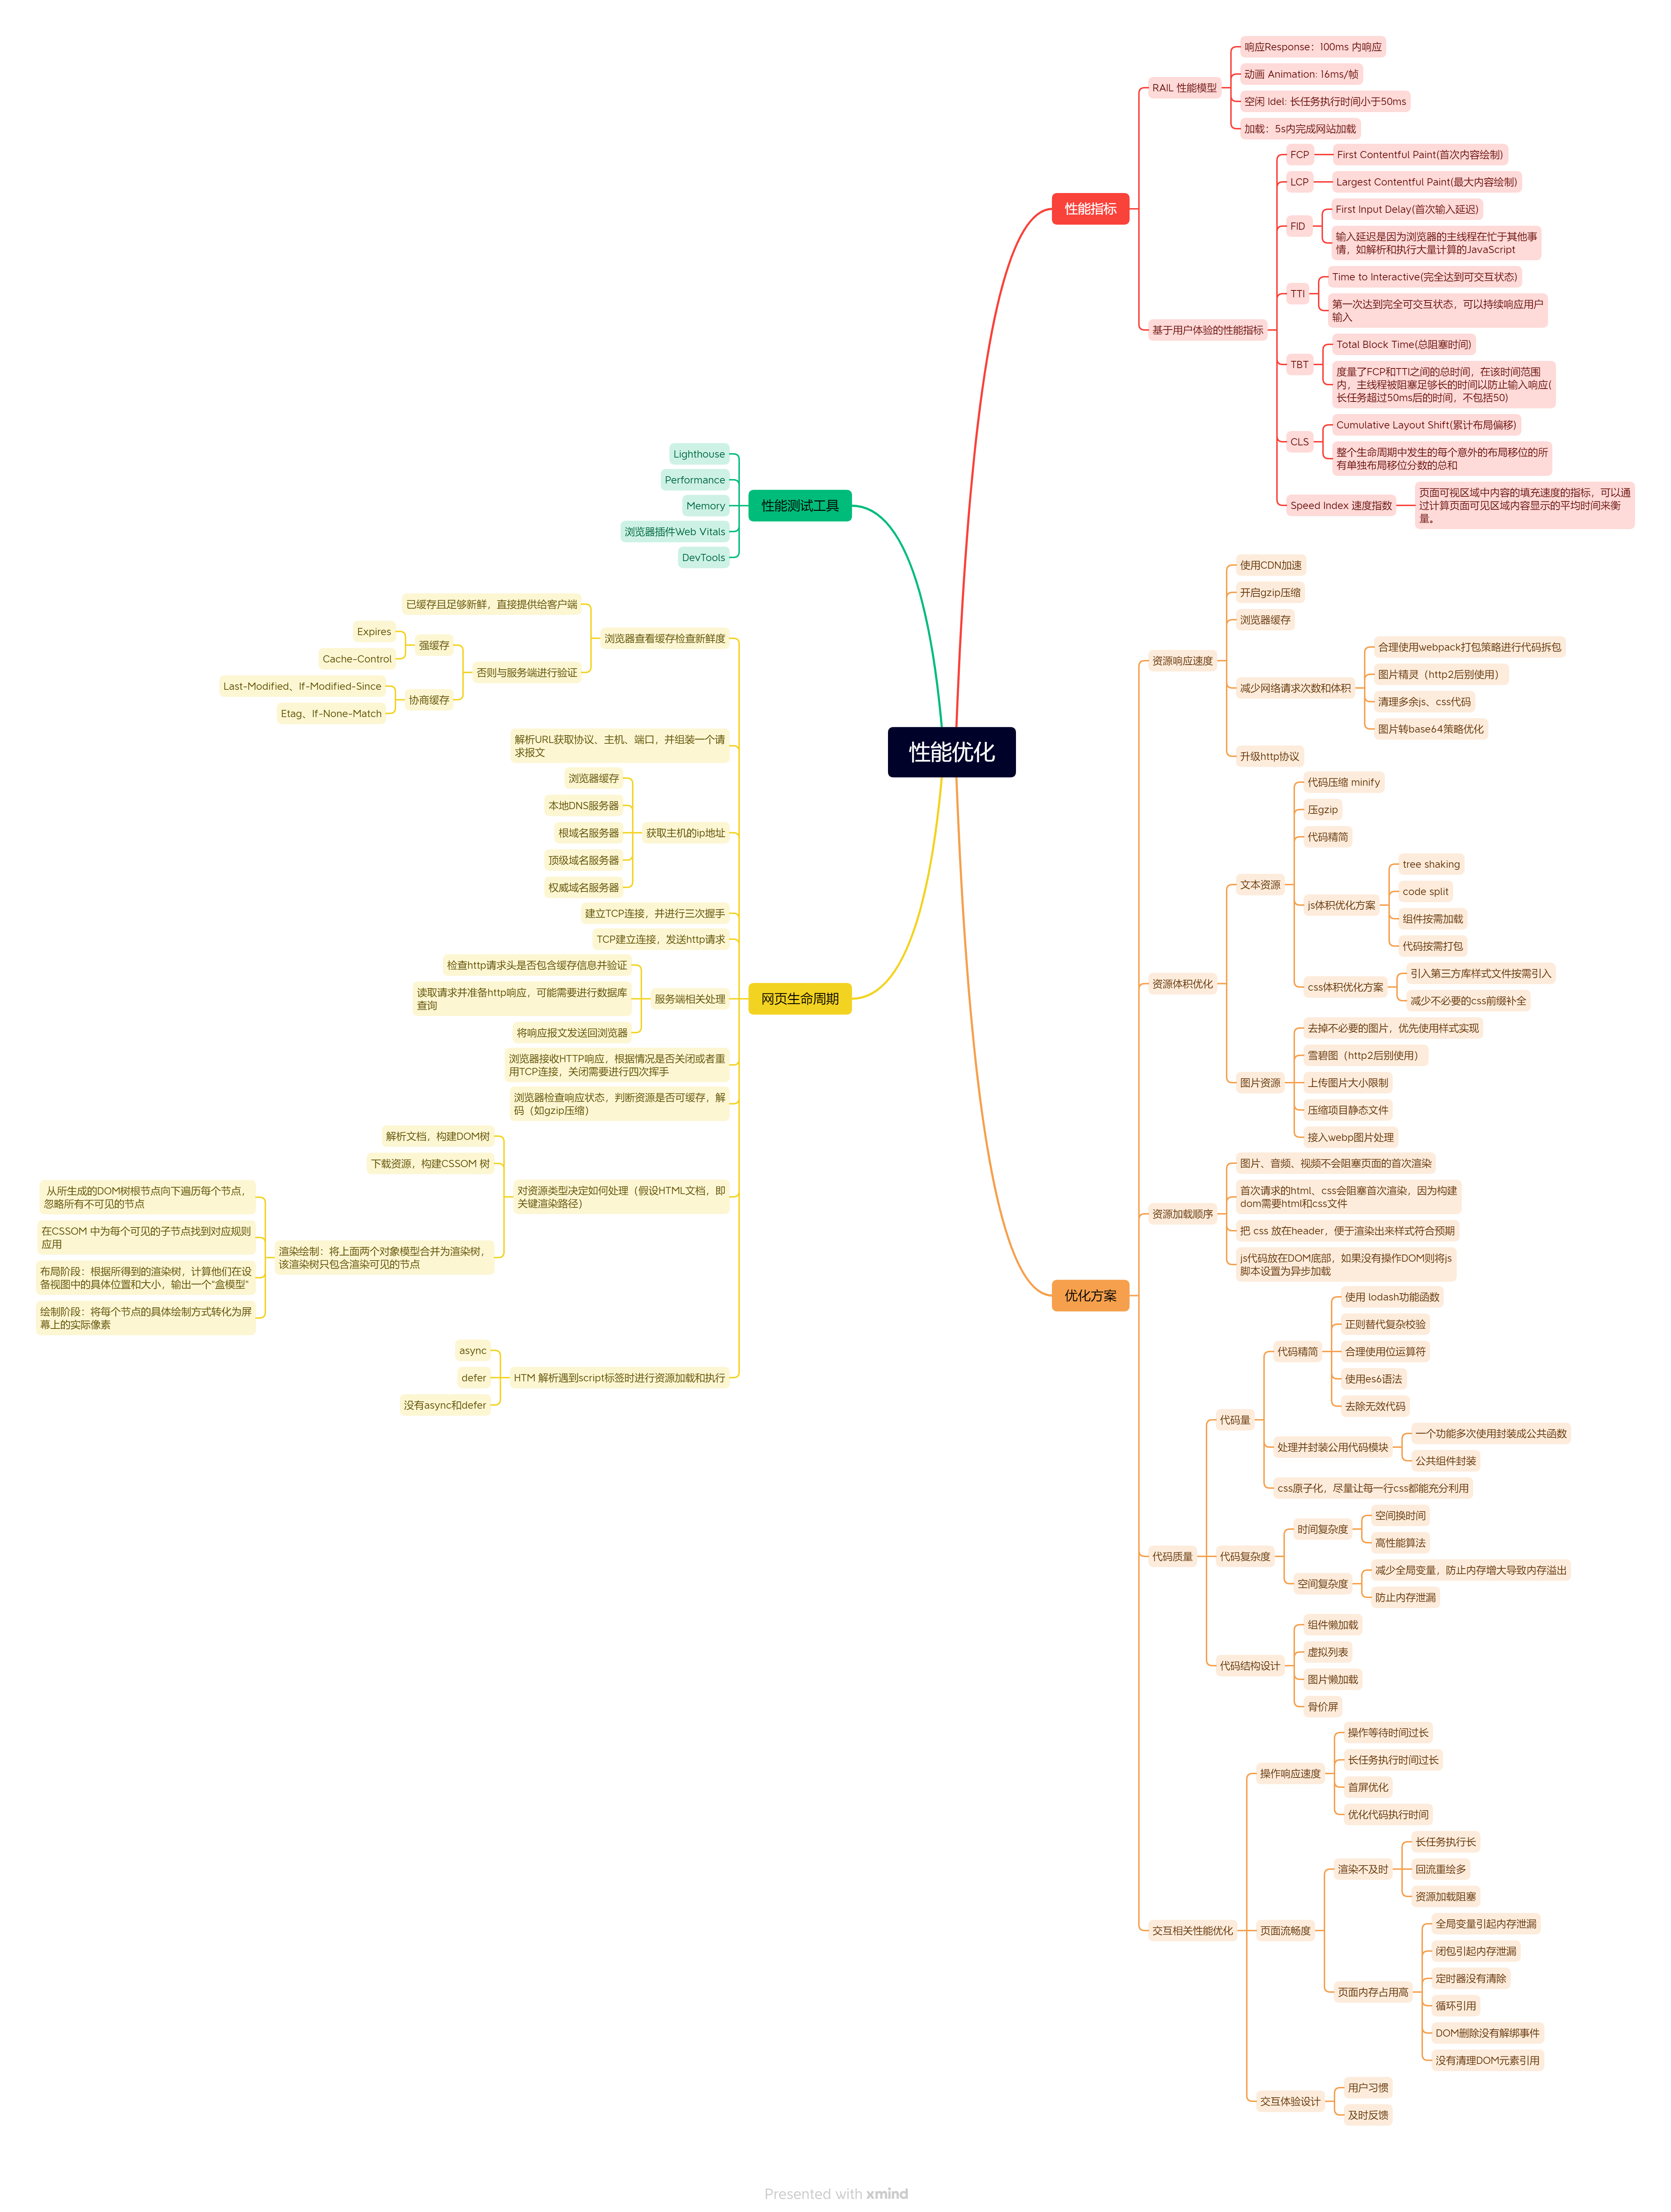 性能优化
性能指标
RAIL 性能模型
响应Response：100ms 内响应
动画 Animation: 16ms/帧
空闲 Idel: 长任务执行时间小于50ms
加载：5s内完成网站加载
基于用户体验的性能指标
FCP
First Contentful Paint(首次内容绘制)
LCP
Largest Contentful Paint(最大内容绘制)
FID
First Input Delay(首次输入延迟)
输入延迟是因为浏览器的主线程在忙于其他事
情，如解析和执行大量计算的JavaScript
TTI
Time to Interactive(完全达到可交互状态)
第一次达到完全可交互状态，可以持续响应用户
输入
TBT
Total Block Time(总阻塞时间)
度量了FCP和TTI之间的总时间，在该时间范围
内，主线程被阻塞足够长的时间以防止输入响应(
长任务超过50ms后的时间，不包括50)
CLS
Cumulative Layout Shift(累计布局偏移)
整个生命周期中发生的每个意外的布局移位的所
有单独布局移位分数的总和
Speed Index 速度指数
页面可视区域中内容的填充速度的指标，可以通
过计算页面可见区域内容显示的平均时间来衡
量。
优化方案
资源响应速度
使用CDN加速
开启gzip压缩
浏览器缓存
减少网络请求次数和体积
合理使用webpack打包策略进行代码拆包
图片精灵（http2后别使用）
清理多余js、css代码
图片转base64策略优化
升级http协议
资源体积优化
文本资源
代码压缩 minify
压gzip
代码精简
js体积优化方案
tree shaking
code split
组件按需加载
代码按需打包
css体积优化方案
引入第三方库样式文件按需引入
减少不必要的css前缀补全
图片资源
去掉不必要的图片，优先使用样式实现
雪碧图（http2后别使用）
上传图片大小限制
压缩项目静态文件
接入webp图片处理
资源加载顺序
图片、音频、视频不会阻塞页面的首次渲染
首次请求的html、css会阻塞首次渲染，因为构建
dom需要html和css文件
把 css 放在header，便于渲染出来样式符合预期
js代码放在DOM底部，如果没有操作DOM则将js
脚本设置为异步加载
代码质量
代码量
代码精简
使用 lodash功能函数
正则替代复杂校验
合理使用位运算符
使用es6语法
去除无效代码
处理并封装公用代码模块
一个功能多次使用封装成公共函数
公共组件封装
css原子化，尽量让每一行css都能充分利用
代码复杂度
时间复杂度
空间换时间
高性能算法
空间复杂度
减少全局变量，防止内存增大导致内存溢出
防止内存泄漏
代码结构设计
组件懒加载
虚拟列表
图片懒加载
骨价屏
交互相关性能优化
操作响应速度
操作等待时间过长
长任务执行时间过长
首屏优化
优化代码执行时间
页面流畅度
渲染不及时
长任务执行长
回流重绘多
资源加载阻塞
页面内存占用高
全局变量引起内存泄漏
闭包引起内存泄漏
定时器没有清除
循环引用
DOM删除没有解绑事件
没有清理DOM元素引用
交互体验设计
用户习惯
及时反馈
性能测试工具
Lighthouse
Performance
Memory
浏览器插件Web Vitals
DevTools
网页生命周期
浏览器查看缓存检查新鲜度
已缓存且足够新鲜，直接提供给客户端
否则与服务端进行验证
强缓存
Expires
Cache-Control
协商缓存
Last-Modified、If-Modified-Since
Etag、If-None-Match
解析URL获取协议、主机、端口，并组装一个请
求报文
获取主机的ip地址
浏览器缓存
本地DNS服务器
根域名服务器
顶级域名服务器
权威域名服务器
建立TCP连接，并进行三次握手
TCP建立连接，发送http请求
服务端相关处理
检查http请求头是否包含缓存信息并验证
读取请求并准备http响应，可能需要进行数据库
查询
将响应报文发送回浏览器
浏览器接收HTTP响应，根据情况是否关闭或者重
用TCP连接，关闭需要进行四次挥手
浏览器检查响应状态，判断资源是否可缓存，解
码（如gzip压缩）
对资源类型决定如何处理（假设HTML文档，即
关键渲染路径）
解析文档，构建DOM树
下载资源，构建CSSOM 树
渲染绘制：将上面两个对象模型合并为渲染树，
该渲染树只包含渲染可见的节点
从所生成的DOM树根节点向下遍历每个节点，
忽略所有不可见的节点
在CSSOM 中为每个可见的子节点找到对应规则
应用
布局阶段：根据所得到的渲染树，计算他们在设
备视图中的具体位置和大小，输出一个“盒模型”
绘制阶段：将每个节点的具体绘制方式转化为屏
幕上的实际像素
HTM 解析遇到script标签时进行资源加载和执行
async
defer
没有async和defer
Presented with xmind